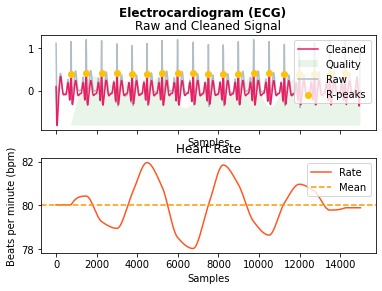 Electrocardiogram (ECG)
Raw and Cleaned Signal
1
0
Cleaned
Quality
Raw
R-peaks
Samples
Heart Rate
Beats per minute (bpm)
82
80
78
Rate
Mean
0 2000 4000 6000 8000 10000 12000 14000
Samples